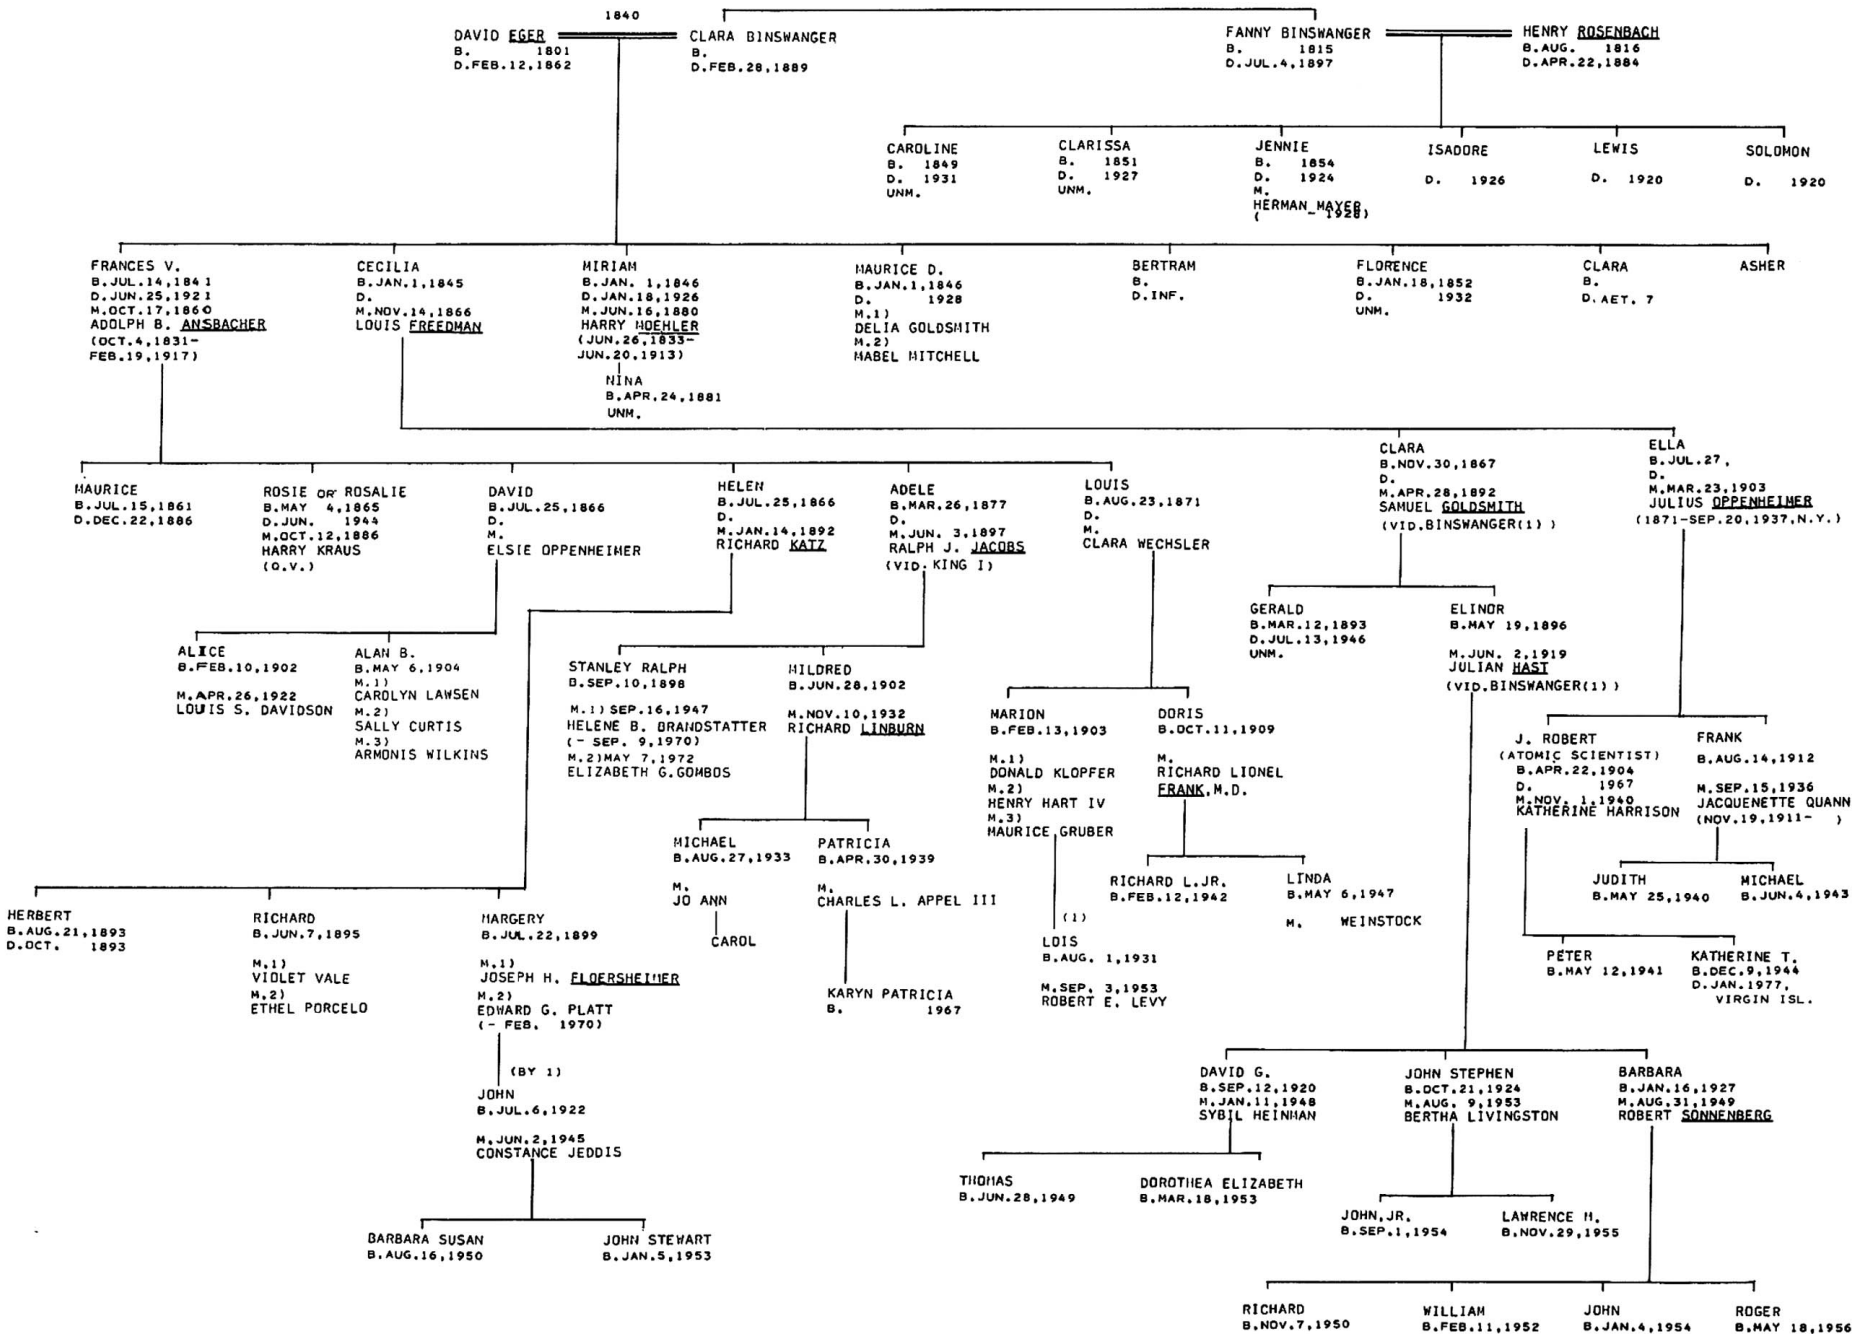 1840
DAVID EGER
B. 1801
D.FEB.12,1862
CLARA BINSWANGER
B.
D.FEB.28,1889
FANNY BINSWANGER
B. 1815
D.JUL.4,1897
HENRY ROSENBACH
B.AUG. 1816
D.APR.22,1884
CAROLINE
B. 1849
D. 1931
UNM.
CLARISSA
B. 1851
D. 1927
UNM.
JENNIE
B. 1854
D. 1924
M.
HERMAN MAYER
( - 1928)
ISADORE
D. 1926
LEWIS
D. 1920
SOLOMON
D. 1920
FRANCES V.
B.JUL.14,1841
D.JUN.25,1921
M.OCT.17,1860
ADOLPH B. ANSBACHER
(OCT.4,1831-
FEB.19,1917)
CECILIA
B.JAN.1,1845
D.
M.NOV.14,1866
LOUIS FREEDMAN
MIRIAM
B.JAN. 1,1846
D.JAN.18,1926
M.JUN.16,1880
HARRY MOEHLER
(JUN.26,1833-
JUN.20,1913)
NINA
B.APR.24,1881
UNM.
MAURICE D.
B.JAN.1,1846
D. 1928
M.1)
DELIA GOLDSMITH
M.2)
MABEL MITCHELL
BERTRAM
B.
D.INF.
FLORENCE
B.JAN.18,1852
D. 1932
UNM.
CLARA
B.
D.AET. 7
ASHER
MAURICE
B.JUL.15,1861
D.DEC.22,1886
ROSIE OR ROSALIE
B.MAY 4,1865
D.JUN. 1944
M.OCT.12,1886
HARRY KRAUS
(Q.V.)
DAVID
B.JUL.25,1866
D.
M.
ELSIE OPPENHEIMER
HELEN
B.JUL.25,1866
D.
M.JAN.14,1892
RICHARD KATZ
ADELE
B.MAR.26,1877
D.
M.JUN. 3,1897
RALPH J. JACOBS
(VID. KING I)
LOUIS
B.AUG.23,1871
D.
M.
CLARA WECHSLER
CLARA
B.NOV.30,1867
D.
M.APR.28,1892
SAMUEL GOLDSMITH
(VID.BINSWANGER(1) )
ELLA
B.JUL.27,
D.
M.MAR.23,1903
JULIUS OPPENHEIMER
(1871-SEP.20,1937,N.Y.)
ALICE
B.FEB.10,1902
M.APR.26,1922
LOUIS S. DAVIDSON
ALAN B.
B.MAY 6,1904
M.1)
CAROLYN LAWSEN
M.2)
SALLY CURTIS
M.3)
ARMONIS WILKINS
STANLEY RALPH
B.SEP.10,1898
M.1) SEP.16,1947
HELENE B. BRANDSTATTER
(- SEP. 9,1970)
M.2)MAY 7,1972
ELIZABETH G.GOMBOS
MILDRED
B.JUN.28,1902
M.NOV.10,1932
RICHARD LINBURN
MARION
B.FEB.13,1903
M.1)
DONALD KLOPFER
M.2)
HENRY HART IV
M.3)
MAURICE GRUBER
DORIS
B.OCT.11,1909
M.
RICHARD LIONEL
FRANK,M.D.
GERALD
B.MAR.12,1893
D.JUL.13,1946
UNM.
ELINOR
B.MAY 19,1896
M.JUN. 2,1919
JULIAN HAST
(VID.BINSWANGER(1) )
J. ROBERT
(ATOMIC SCIENTIST)
B.APR.22,1904
D. 1967
M.NOV. 1,1940
KATHERINE HARRISON
FRANK
B.AUG.14,1912
M.SEP.15,1936
JACQUENETTE QUANN
(NOV.19,1911- )
MICHAEL
B.AUG.27,1933
M.
JO ANN
CAROL
PATRICIA
B.APR.30,1939
M.
CHARLES L. APPEL III
KARYN PATRICIA
B. 1967
RICHARD L.JR.
B.FEB.12,1942
LINDA
B.MAY 6,1947
M. WEINSTOCK
JUDITH
B.MAY 25,1940
MICHAEL
B.JUN.4,1943
HERBERT
B.AUG.21,1893
D.OCT. 1893
RICHARD
B.JUN.7,1895
M.1)
VIOLET VALE
M.2)
ETHEL PORCELO
MARGERY
B.JUL.22,1899
M.1)
JOSEPH H. FLOERSHEIMER
M.2)
EDWARD G. PLATT
(- FEB. 1970)
(BY 1)
JOHN
B.JUL.6,1922
M.JUN.2,1945
CONSTANCE JEDDIS
(1)
LOIS
B.AUG. 1,1931
M.SEP. 3,1953
ROBERT E. LEVY
PETER
B.MAY 12,1941
KATHERINE T.
B.DEC.9,1944
D.JAN.1977,
VIRGIN ISL.
DAVID G.
B.SEP.12,1920
M.JAN.11,1948
SYBIL HEINMAN
JOHN STEPHEN
B.OCT.21,1924
M.AUG. 9,1953
BERTHA LIVINGSTON
BARBARA
B.JAN.16,1927
M.AUG.31,1949
ROBERT SONNENBERG
THOMAS
B.JUN.28,1949
DOROTHEA ELIZABETH
B.MAR.18,1953
JOHN,JR.
B.SEP.1,1954
LAWRENCE H.
B.NOV.29,1955
BARBARA SUSAN
B.AUG.16,1950
JOHN STEWART
B.JAN.5,1953
RICHARD
B.NOV.7,1950
WILLIAM
B.FEB.11,1952
JOHN
B.JAN.4,1954
ROGER
B.MAY 18,1956